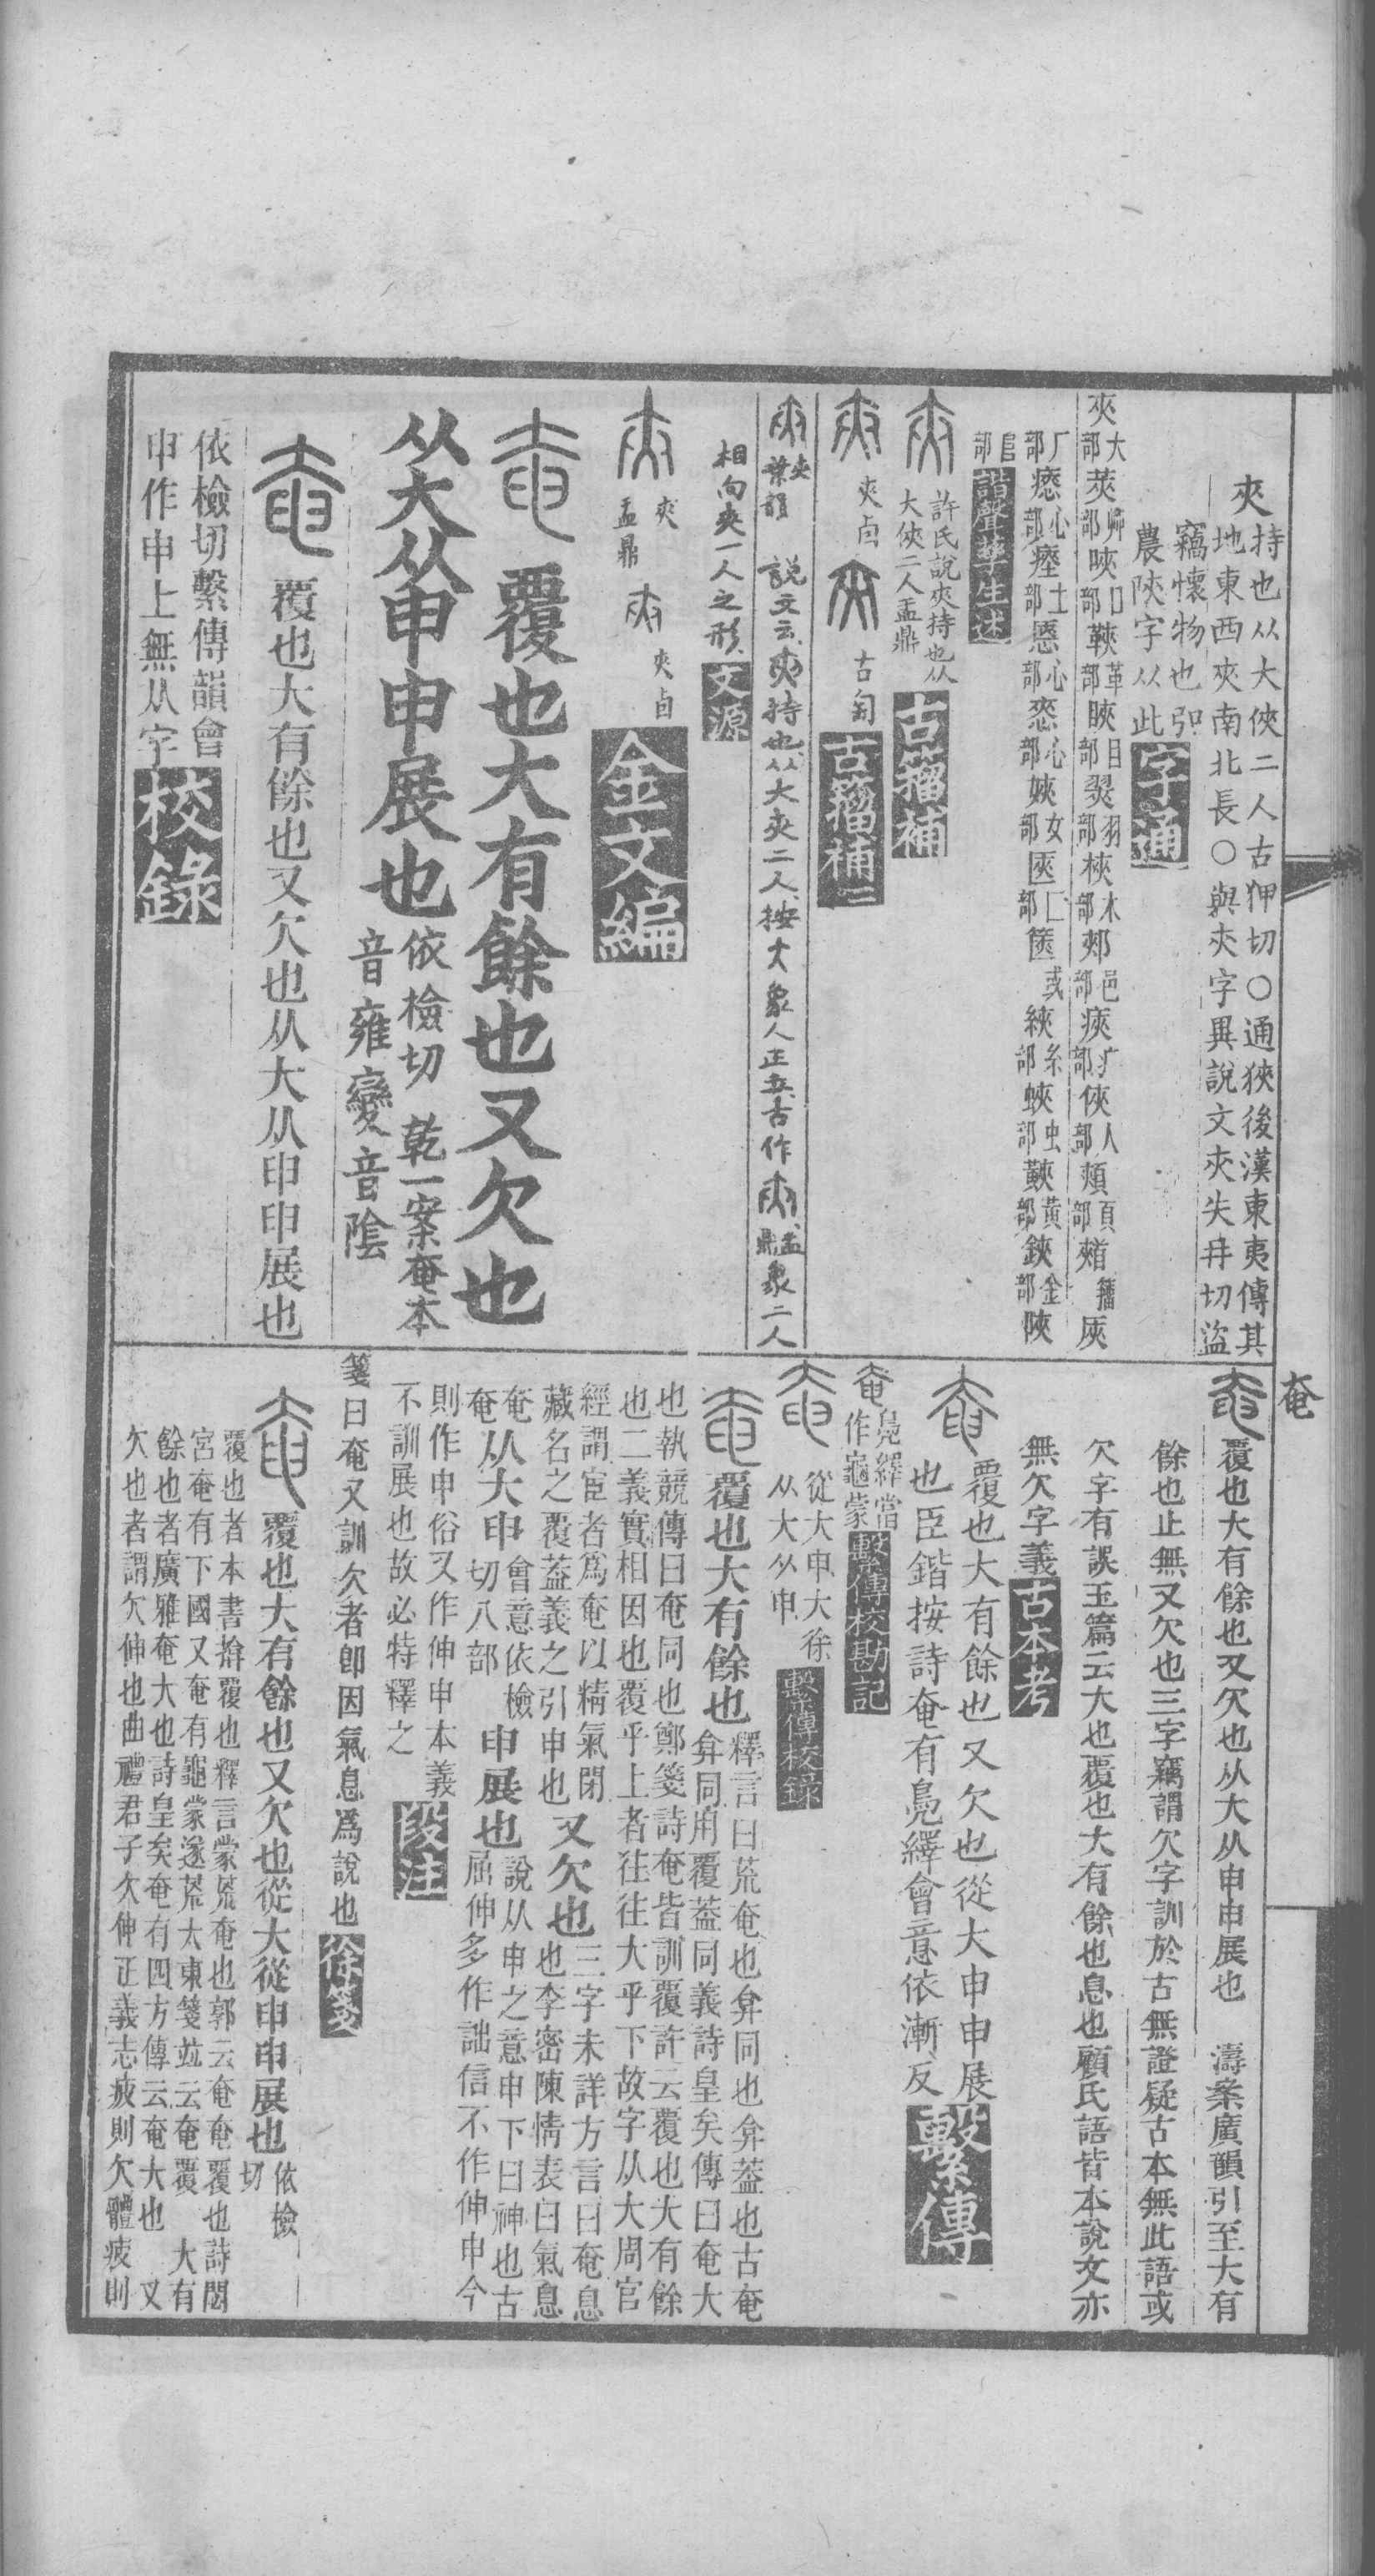 夾
持也从大俠二人古狎切○通狹後漢東夷傳其
地東西夾南北長○與夾字異說文夾失冉切盜
竊懷物也弘
農陝字从此
字通
夾大部莢艸部唊口部鞅革部䀹目部翜羽部梜木部郟邑部瘱疒部俠人部頰頁部籀
厂部瘱心部瘞土部心部心部㛍女部匧匚部篋或綊糸部蛺虫部黃部鋏金部陝
𨸏部
諧聲孳生述
許氏說夾持也从
大俠二人盂鼎
古籀補
夾卣
古匋
古籀補二
夾
葉韻
説文云夾持也从大夾二人按大象人正立古作
盂鼎象二人
相向夾一人之形
文源
夾
盂鼎
夾卣
金文編
覆也大有餘也又欠也
从大从申申展也
依檢切 乾一案奄本
音雍變音陰
覆也大有餘也又欠也从大从申申展也
依檢切繫傳韻會
申作申上無从字
校錄
奄
覆也大有餘也又欠也从大从申申展也 濤案廣韻引至大有
餘也止無又欠也三字竊謂欠字訓於古無證疑古本無此語或
欠字有誤玉篇云大也覆也大有餘也息也顧氏語皆本說文亦
無欠字義
古本考
覆也大有餘也又欠也從大申申展
也臣鍇按詩奄有鳧繹會意依漸反
繫傳
鳧繹當
作龜蒙
繫傳校勘記
從大申大徐
从大从申
繫傳校錄
覆也大有餘也
釋言曰荒奄也弇同也弇葢也古奄
弇同用覆葢同義詩皇矣傳曰奄大
也執競傳曰奄同也鄭箋詩奄皆訓覆許云覆也大有餘
也二義實相因也覆乎上者往往大乎下故字从大周官
經謂宦者爲奄以精氣閉
藏名之覆葢義之引申也
又欠也
三字未詳方言曰奄息
也李密陳情表曰氣息
奄
奄
从大申
會意依檢
切八部
申展也
說从申之意申下曰神也古
屈伸多作詘信不作伸申今
則作申俗又作伸申本義
不訓展也故必特釋之
段注
箋曰奄又訓欠者卽因氣息爲說也
徐箋
覆也大有餘也又欠也從大從申申展也
依檢
切
覆也者本書揜覆也釋言蒙荒奄也郭云奄奄覆也詩閟
宮奄有下國又奄有龜蒙遂荒大東箋竝云奄覆 大有
餘也者廣雅奄大也詩皇矣奄有四方傳云奄大也 又
欠也者謂欠伸也曲禮君子欠伸正義志疲則欠體疲則